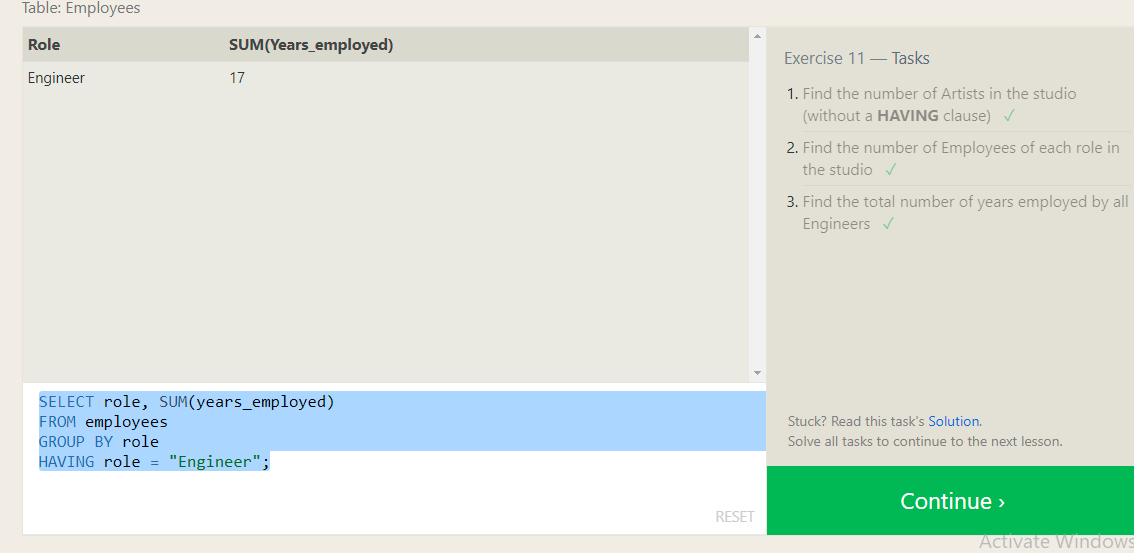 Table: Employees
Role SUM(Years_employed)
Engineer 17
SELECT role, SUM(years_employed)
FROM employees
GROUP BY role
HAVING role = "Engineer";
RESET
Exercise 11 — Tasks
1. Find the number of Artists in the studio
(without a HAVING clause) ✓
2. Find the number of Employees of each role in
the studio ✓
3. Find the total number of years employed by all
Engineers ✓
Stuck? Read this task's Solution.
Solve all tasks to continue to the next lesson.
Continue ›
Activate Windows